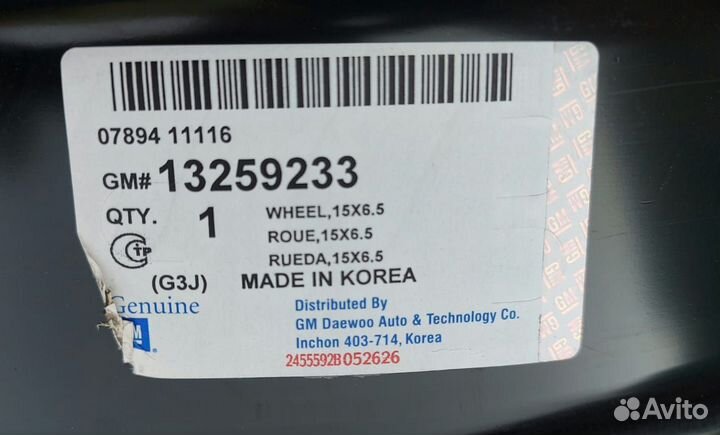 07894 11116
GM# 13259233
QTY. 1
WHEEL,15X6.5
ROUE,15X6.5
RUEDA,15X6.5
(G3J) MADE IN KOREA
Genuine
GM
Distributed By
GM Daewoo Auto & Technology Co.
Inchon 403-714, Korea
2455592B052626
Avito